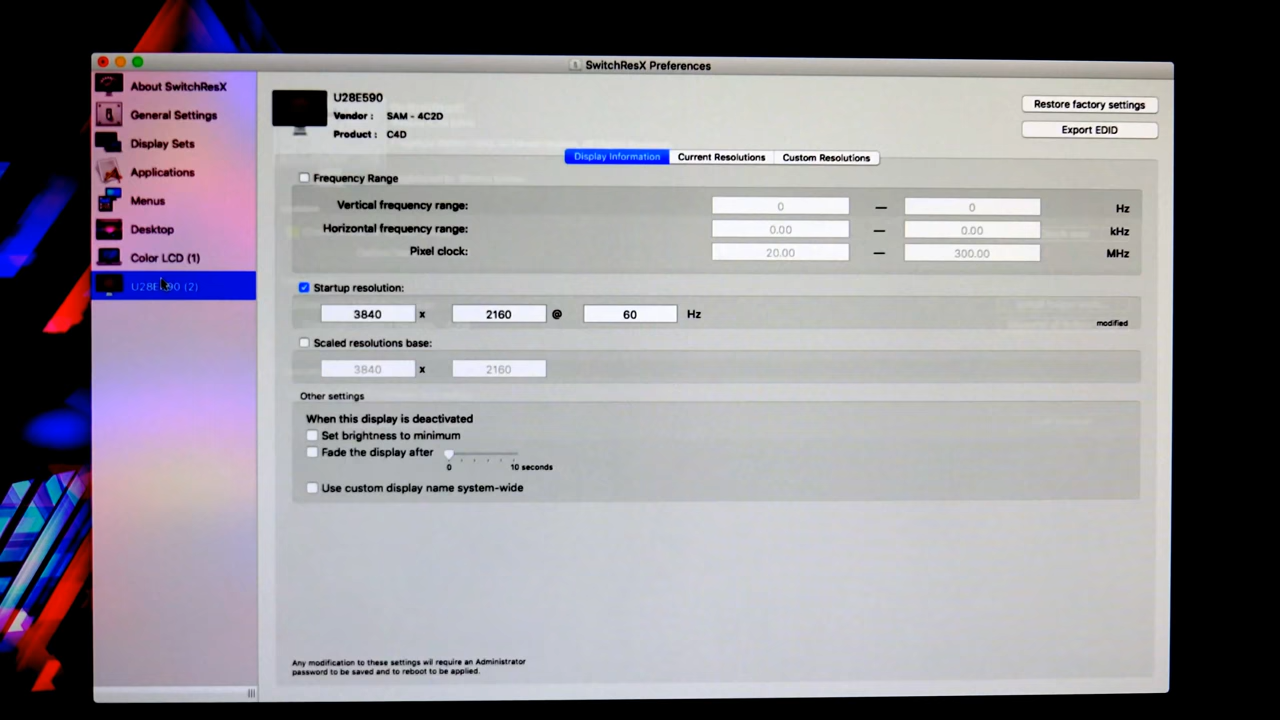 SwitchResX Preferences
About SwitchResX
General Settings
Display Sets
Applications
Menus
Desktop
Color LCD (1)
U28E590 (2)
U28E590
Vendor : SAM - 4C2D
Product : C4D
Restore factory settings
Export EDID
Display Information Current Resolutions Custom Resolutions
Frequency Range
Vertical frequency range: 0 — 0 Hz
Horizontal frequency range: 0.00 — 0.00 kHz
Pixel clock: 20.00 — 300.00 MHz
Startup resolution:
3840 x 2160 @ 60 Hz
modified
Scaled resolutions base:
3840 x 2160
Other settings
When this display is deactivated
Set brightness to minimum
Fade the display after
0 10 seconds
Use custom display name system-wide
Any modification to these settings will require an Administrator
password to be saved and to reboot to be applied.